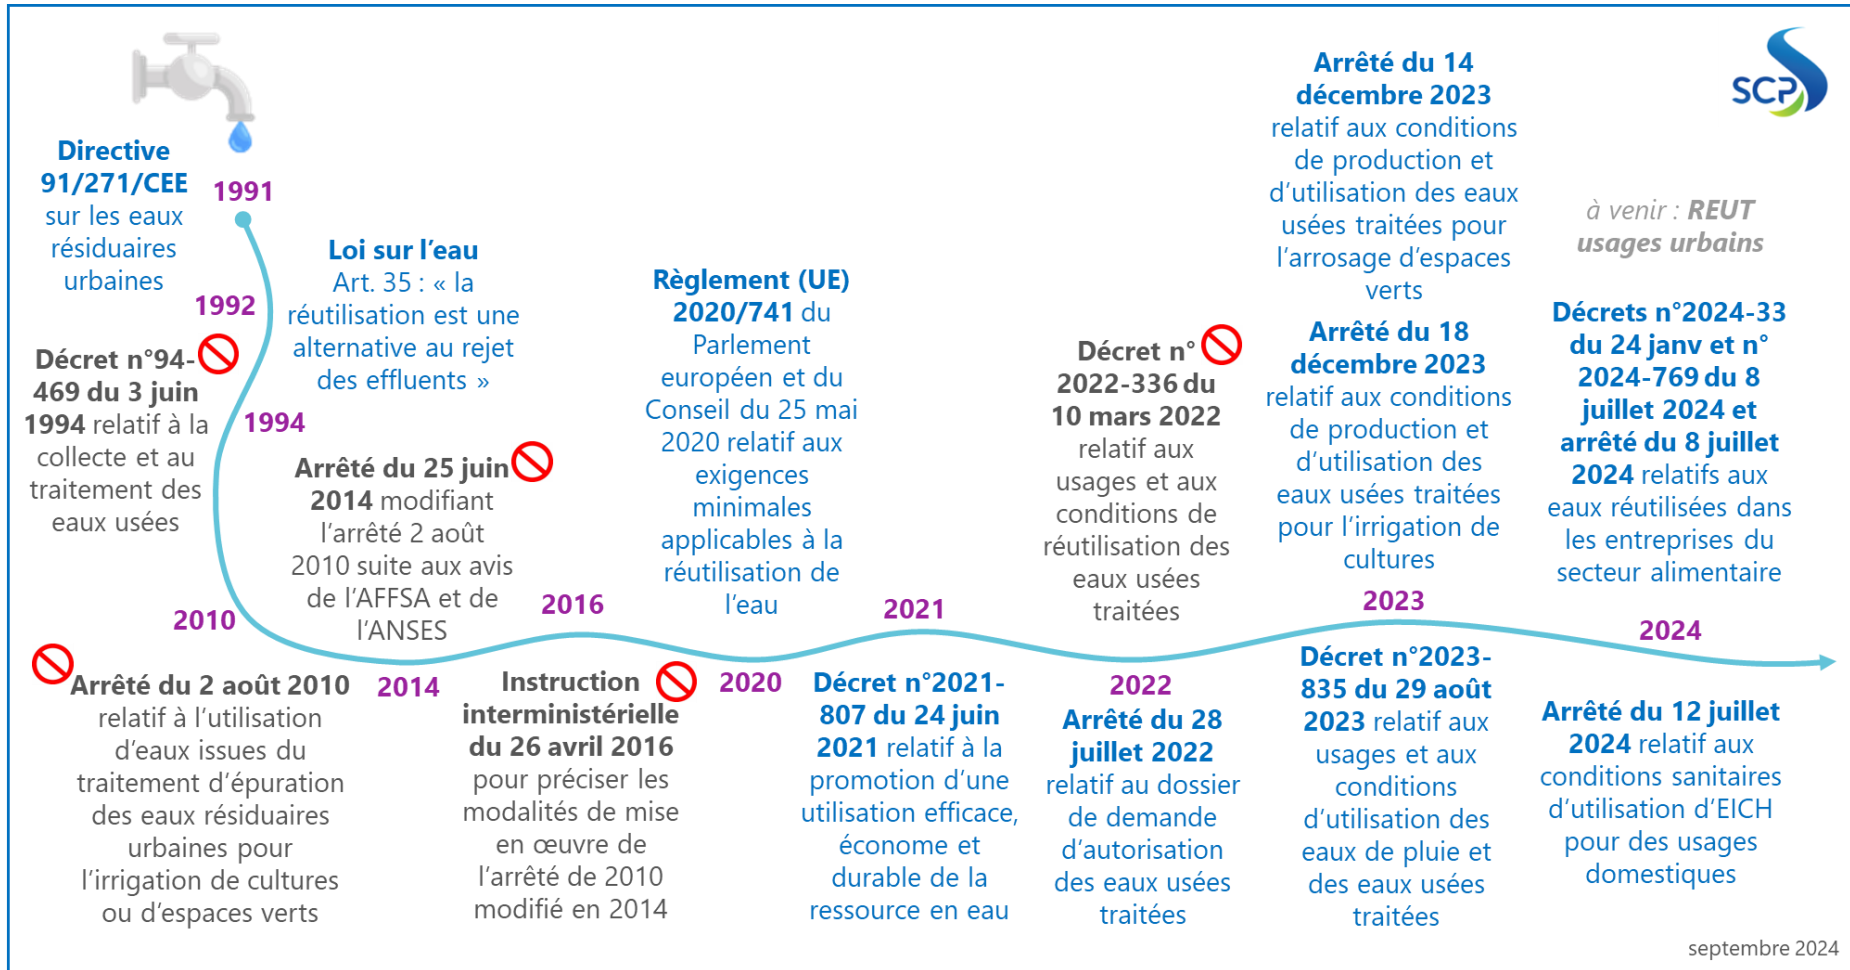 Directive
91/271/CEE
sur les eaux
résiduaires
urbaines
1991
1992
Loi sur l'eau
Art. 35 : « la
réutilisation est une
alternative au rejet
des effluents »
Décret n°94-
469 du 3 juin
1994 relatif à la
collecte et au
traitement des
eaux usées
1994
2010
Arrêté du 2 août 2010
relatif à l'utilisation
d'eaux issues du
traitement d'épuration
des eaux résiduaires
urbaines pour
l'irrigation de cultures
ou d'espaces verts
Arrêté du 25 juin
2014 modifiant
l'arrêté 2 août
2010 suite aux avis
de l'AFFSA et de
l'ANSES
2014
2016
Instruction
interministérielle
du 26 avril 2016
pour préciser les
modalités de mise
en œuvre de
l'arrêté de 2010
modifié en 2014
Règlement (UE)
2020/741 du
Parlement
européen et du
Conseil du 25 mai
2020 relatif aux
exigences
minimales
applicables à la
réutilisation de
l'eau
2020
2021
Décret n°2021-
807 du 24 juin
2021 relatif à la
promotion d'une
utilisation efficace,
économe et
durable de la
ressource en eau
Décret n°
2022-336 du
10 mars 2022
relatif aux
usages et aux
conditions de
réutilisation des
eaux usées
traitées
2022
Arrêté du 28
juillet 2022
relatif au dossier
de demande
d'autorisation
des eaux usées
traitées
Arrêté du 14
décembre 2023
relatif aux conditions
de production et
d'utilisation des eaux
usées traitées pour
l'arrosage d'espaces
verts
Arrêté du 18
décembre 2023
relatif aux conditions
de production et
d'utilisation des
eaux usées traitées
pour l'irrigation de
cultures
2023
Décret n°2023-
835 du 29 août
2023 relatif aux
usages et aux
conditions
d'utilisation des
eaux de pluie et
des eaux usées
traitées
SCP
à venir : REUT
usages urbains
Décrets n°2024-33
du 24 janv et n°
2024-769 du 8
juillet 2024 et
arrêté du 8 juillet
2024 relatifs aux
eaux réutilisées dans
les entreprises du
secteur alimentaire
2024
Arrêté du 12 juillet
2024 relatif aux
conditions sanitaires
d'utilisation d'EICH
pour des usages
domestiques
septembre 2024